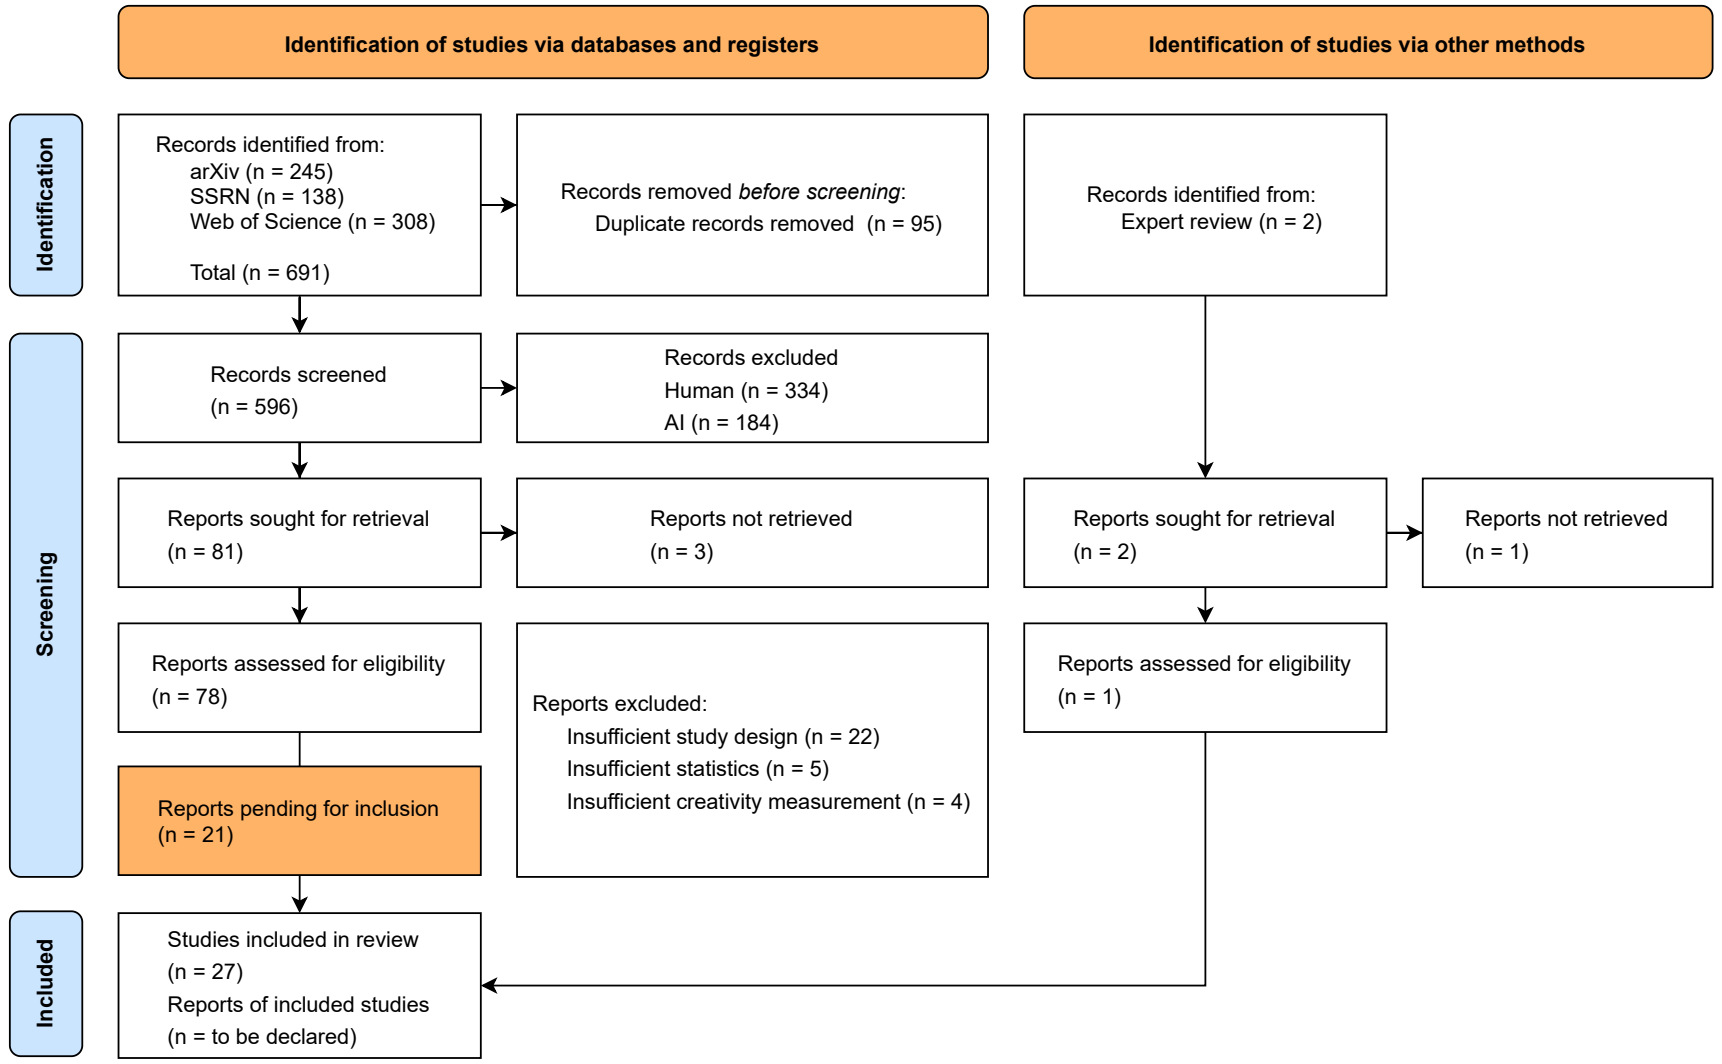 Identification of studies via databases and registers
Identification of studies via other methods
Identification
Records identified from:
arXiv (n = 245)
SSRN (n = 138)
Web of Science (n = 308)
Total (n = 691)
Records removed before screening:
Duplicate records removed (n = 95)
Records identified from:
Expert review (n = 2)
Screening
Records screened
(n = 596)
Records excluded
Human (n = 334)
AI (n = 184)
Reports sought for retrieval
(n = 81)
Reports not retrieved
(n = 3)
Reports sought for retrieval
(n = 2)
Reports not retrieved
(n = 1)
Reports assessed for eligibility
(n = 78)
Reports excluded:
Insufficient study design (n = 22)
Insufficient statistics (n = 5)
Insufficient creativity measurement (n = 4)
Reports assessed for eligibility
(n = 1)
Reports pending for inclusion
(n = 21)
Included
Studies included in review
(n = 27)
Reports of included studies
(n = to be declared)